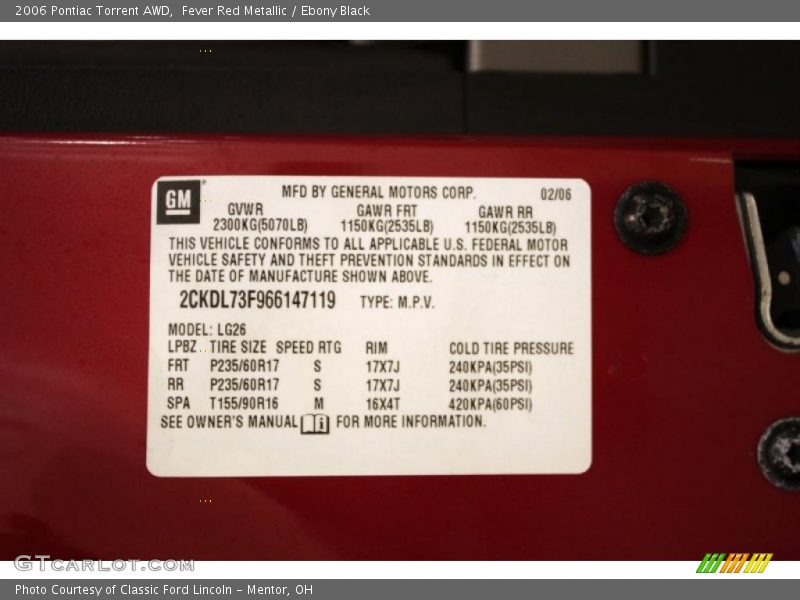 2006 Pontiac Torrent AWD, Fever Red Metallic / Ebony Black
GM
MFD BY GENERAL MOTORS CORP. 02/06
GVWR GAWR FRT GAWR RR
2300KG(5070LB) 1150KG(2535LB) 1150KG(2535LB)
THIS VEHICLE CONFORMS TO ALL APPLICABLE U.S. FEDERAL MOTOR
VEHICLE SAFETY AND THEFT PREVENTION STANDARDS IN EFFECT ON
THE DATE OF MANUFACTURE SHOWN ABOVE.
2CKDL73F966147119 TYPE: M.P.V.
MODEL: LG26
LPBZ TIRE SIZE SPEED RTG RIM COLD TIRE PRESSURE
FRT P235/60R17 S 17X7J 240KPA(35PSI)
RR P235/60R17 S 17X7J 240KPA(35PSI)
SPA T155/90R16 M 16X4T 420KPA(60PSI)
SEE OWNER'S MANUAL i FOR MORE INFORMATION.
GTCARLOT.COM
Photo Courtesy of Classic Ford Lincoln - Mentor, OH